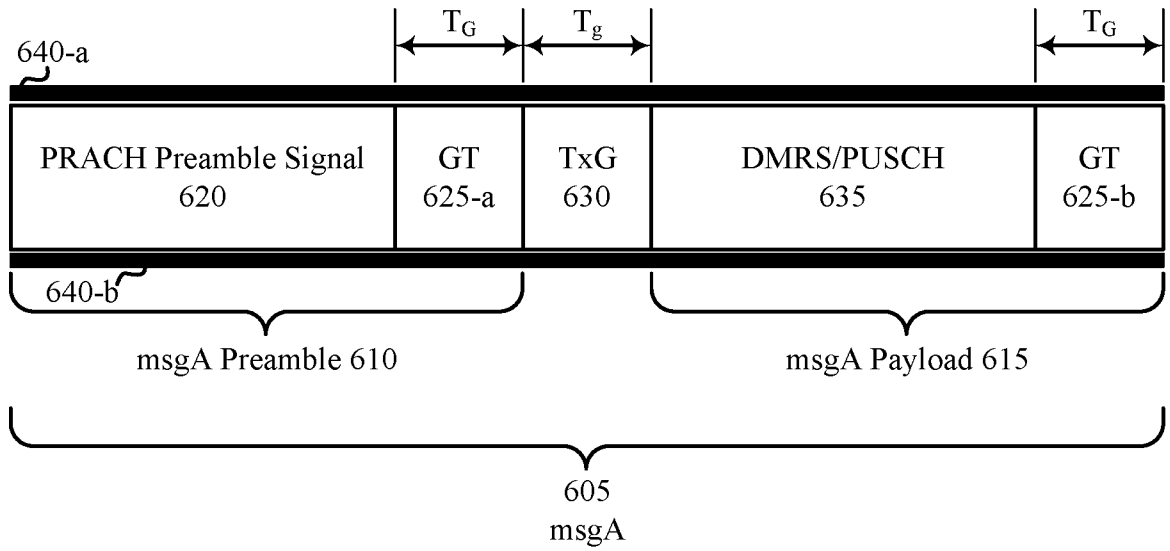 T_G T_g T_G
640-a
PRACH Preamble Signal
620
GT
625-a
TxG
630
DMRS/PUSCH
635
GT
625-b
640-b
msgA Preamble 610
msgA Payload 615
605
msgA